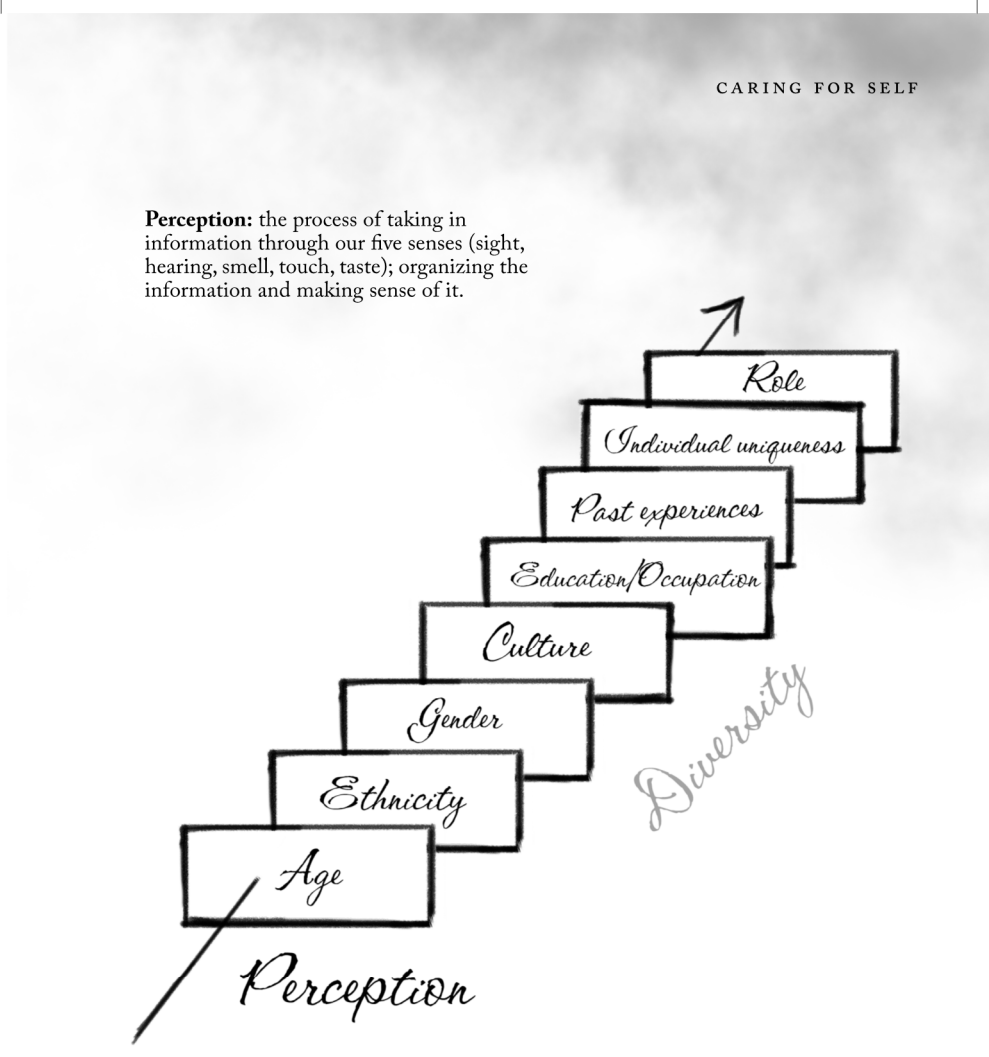 CARING FOR SELF
Perception: the process of taking in
information through our five senses (sight,
hearing, smell, touch, taste); organizing the
information and making sense of it.
Role
Individual uniqueness
Past experiences
Education/Occupation
Culture
Gender
Ethnicity
Age
Diversity
Perception